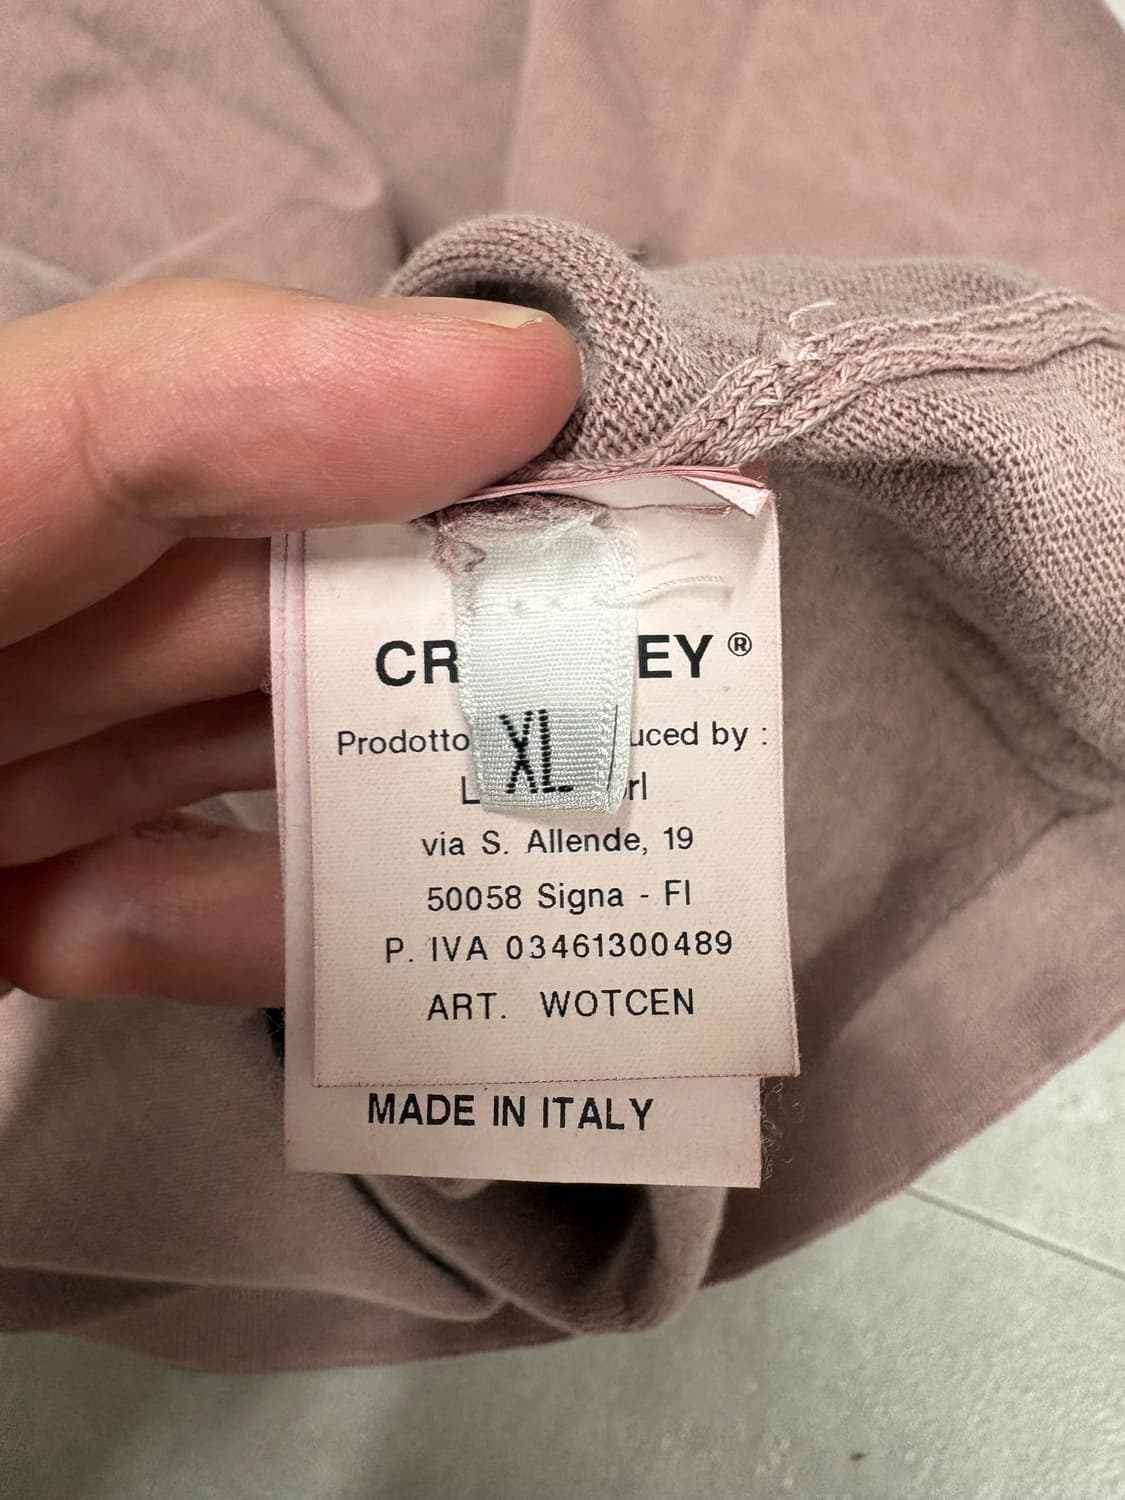 CR EY ®
Prodotto uced by :
XL
L rl
via S. Allende, 19
50058 Signa - FI
P. IVA 03461300489
ART. WOTCEN
MADE IN ITALY